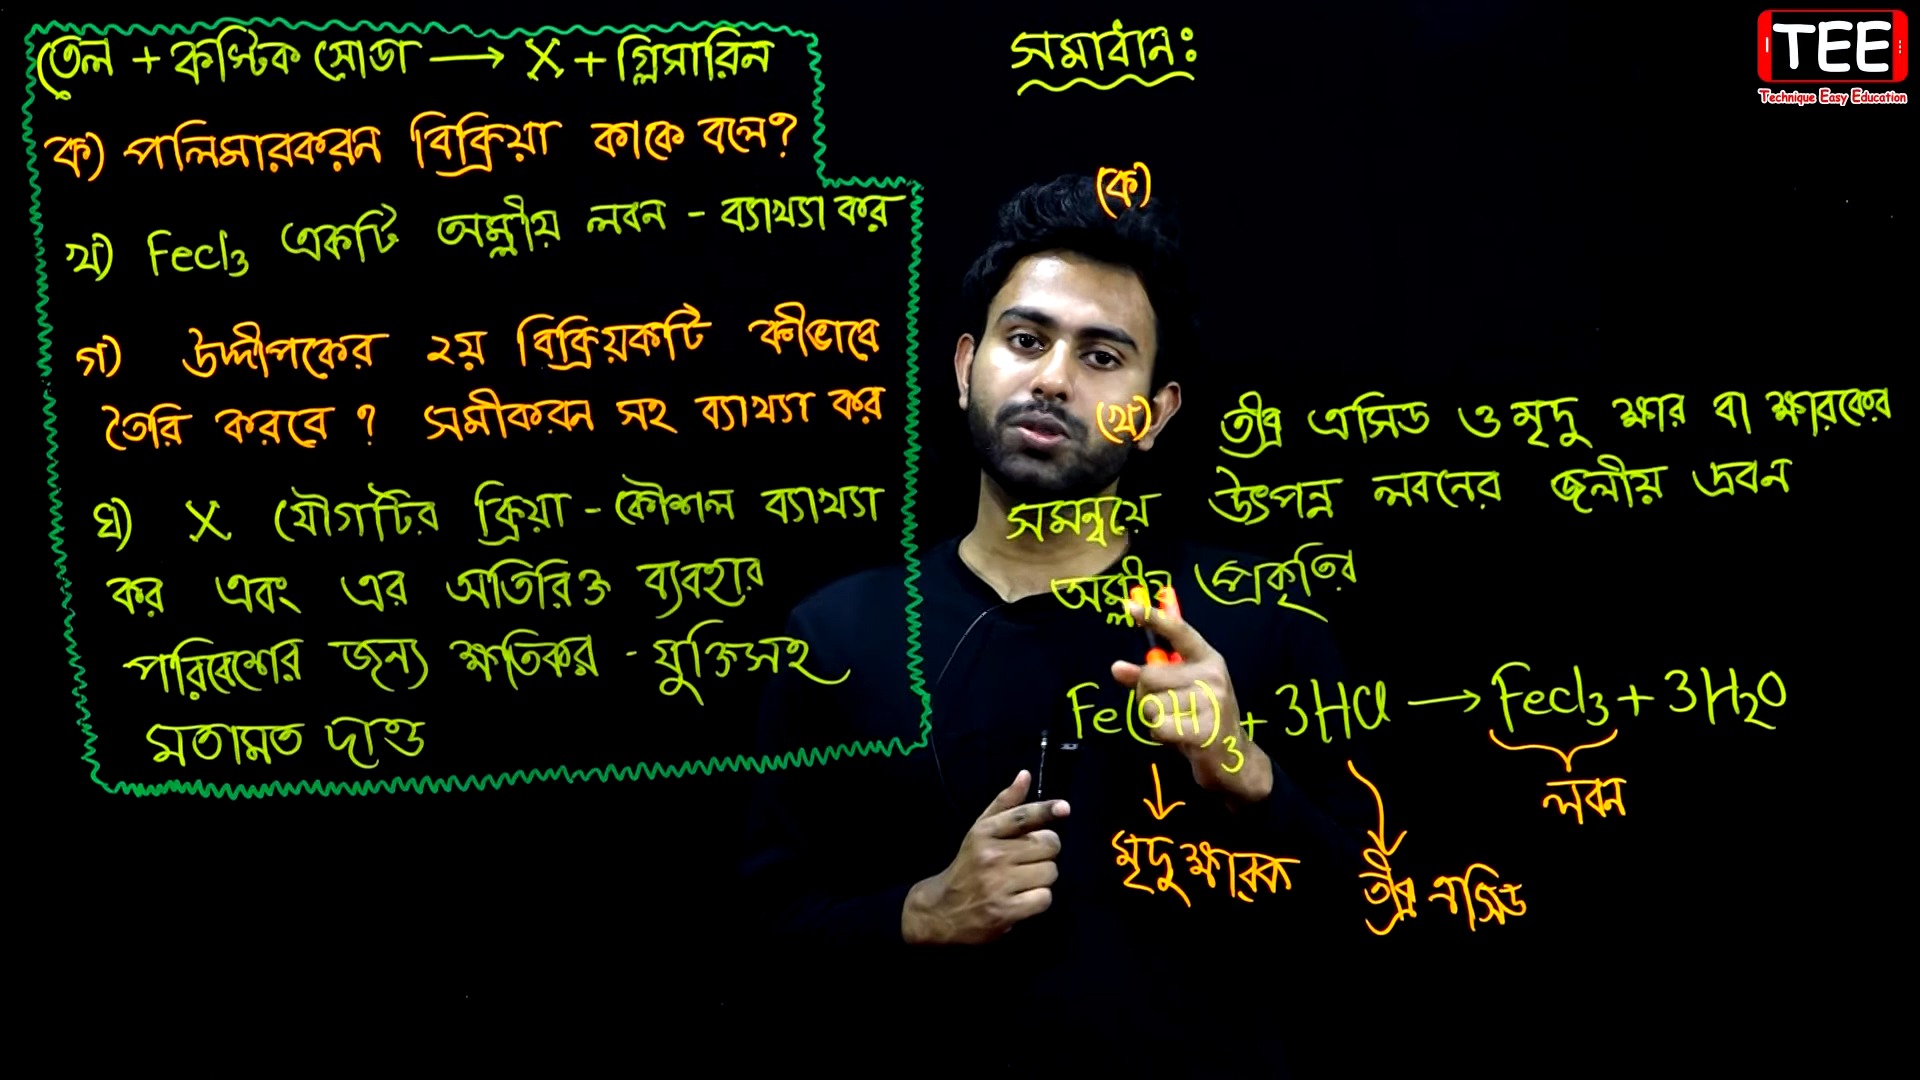 তেল + কস্টিক সোডা → X + গ্লিসারিন
ক) পলিমারকরন বিক্রিয়া কাকে বলে?
খ) FeCl3 একটি অম্লীয় লবন - ব্যাখ্যা কর
গ) উদ্দীপকের ২য় বিক্রিয়কটি কীভাবে
তৈরি করবে ? সমীকরন সহ ব্যাখ্যা কর
ঘ) X যৌগটির ক্রিয়া - কৌশল ব্যাখ্যা
কর এবং এর অতিরিক্ত ব্যবহার
পরিবেশের জন্য ক্ষতিকর - যুক্তিসহ
মতামত দাও
সমাধান:
(ক)
(খ) তীব্র এসিড ও মৃদু ক্ষার বা ক্ষারকের
সমন্বয়ে উৎপন্ন লবনের জলীয় দ্রবন
অম্লীয় প্রকৃতির
Fe(OH)3 + 3HCl → FeCl3 + 3H2O
মৃদু ক্ষারক
তীব্র এসিড
লবন
TEE
Technique Easy Education